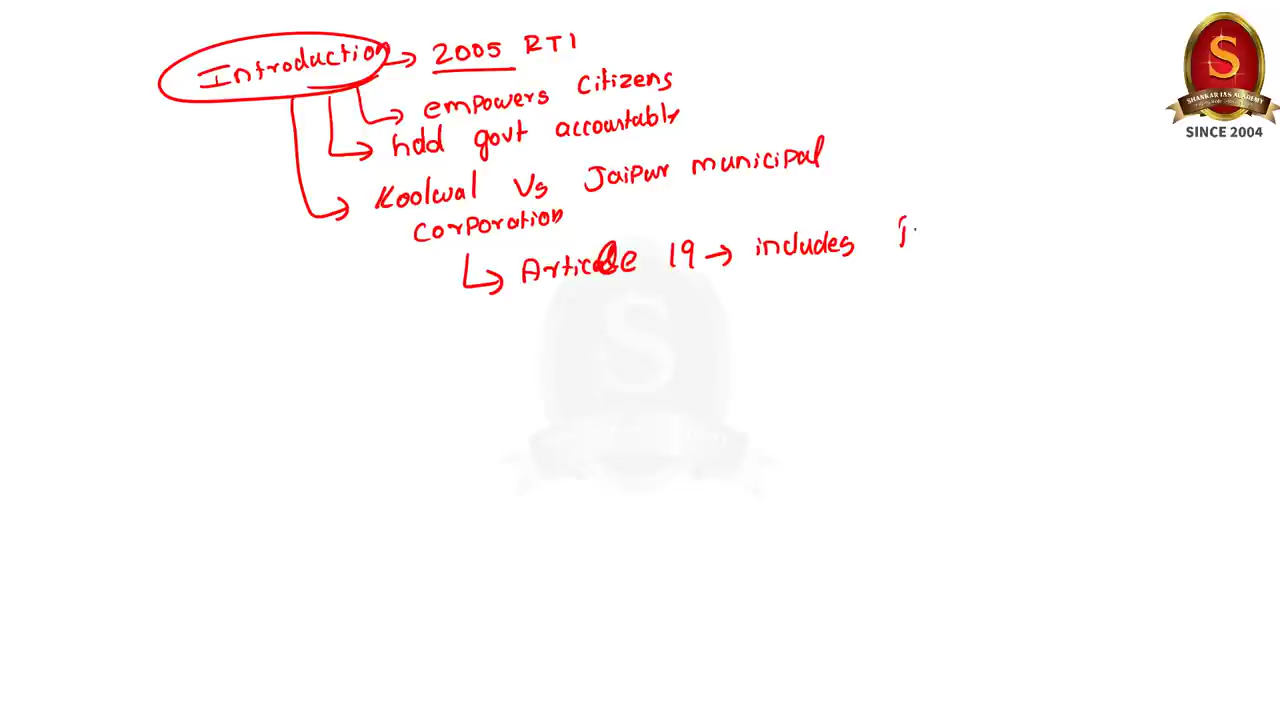 Introduction → 2005 RTI
empowers citizens
hold govt accountable
Koolwal Vs Jaipur municipal
corporation
Article 19 → includes
S
SHANKAR IAS ACADEMY
SINCE 2004